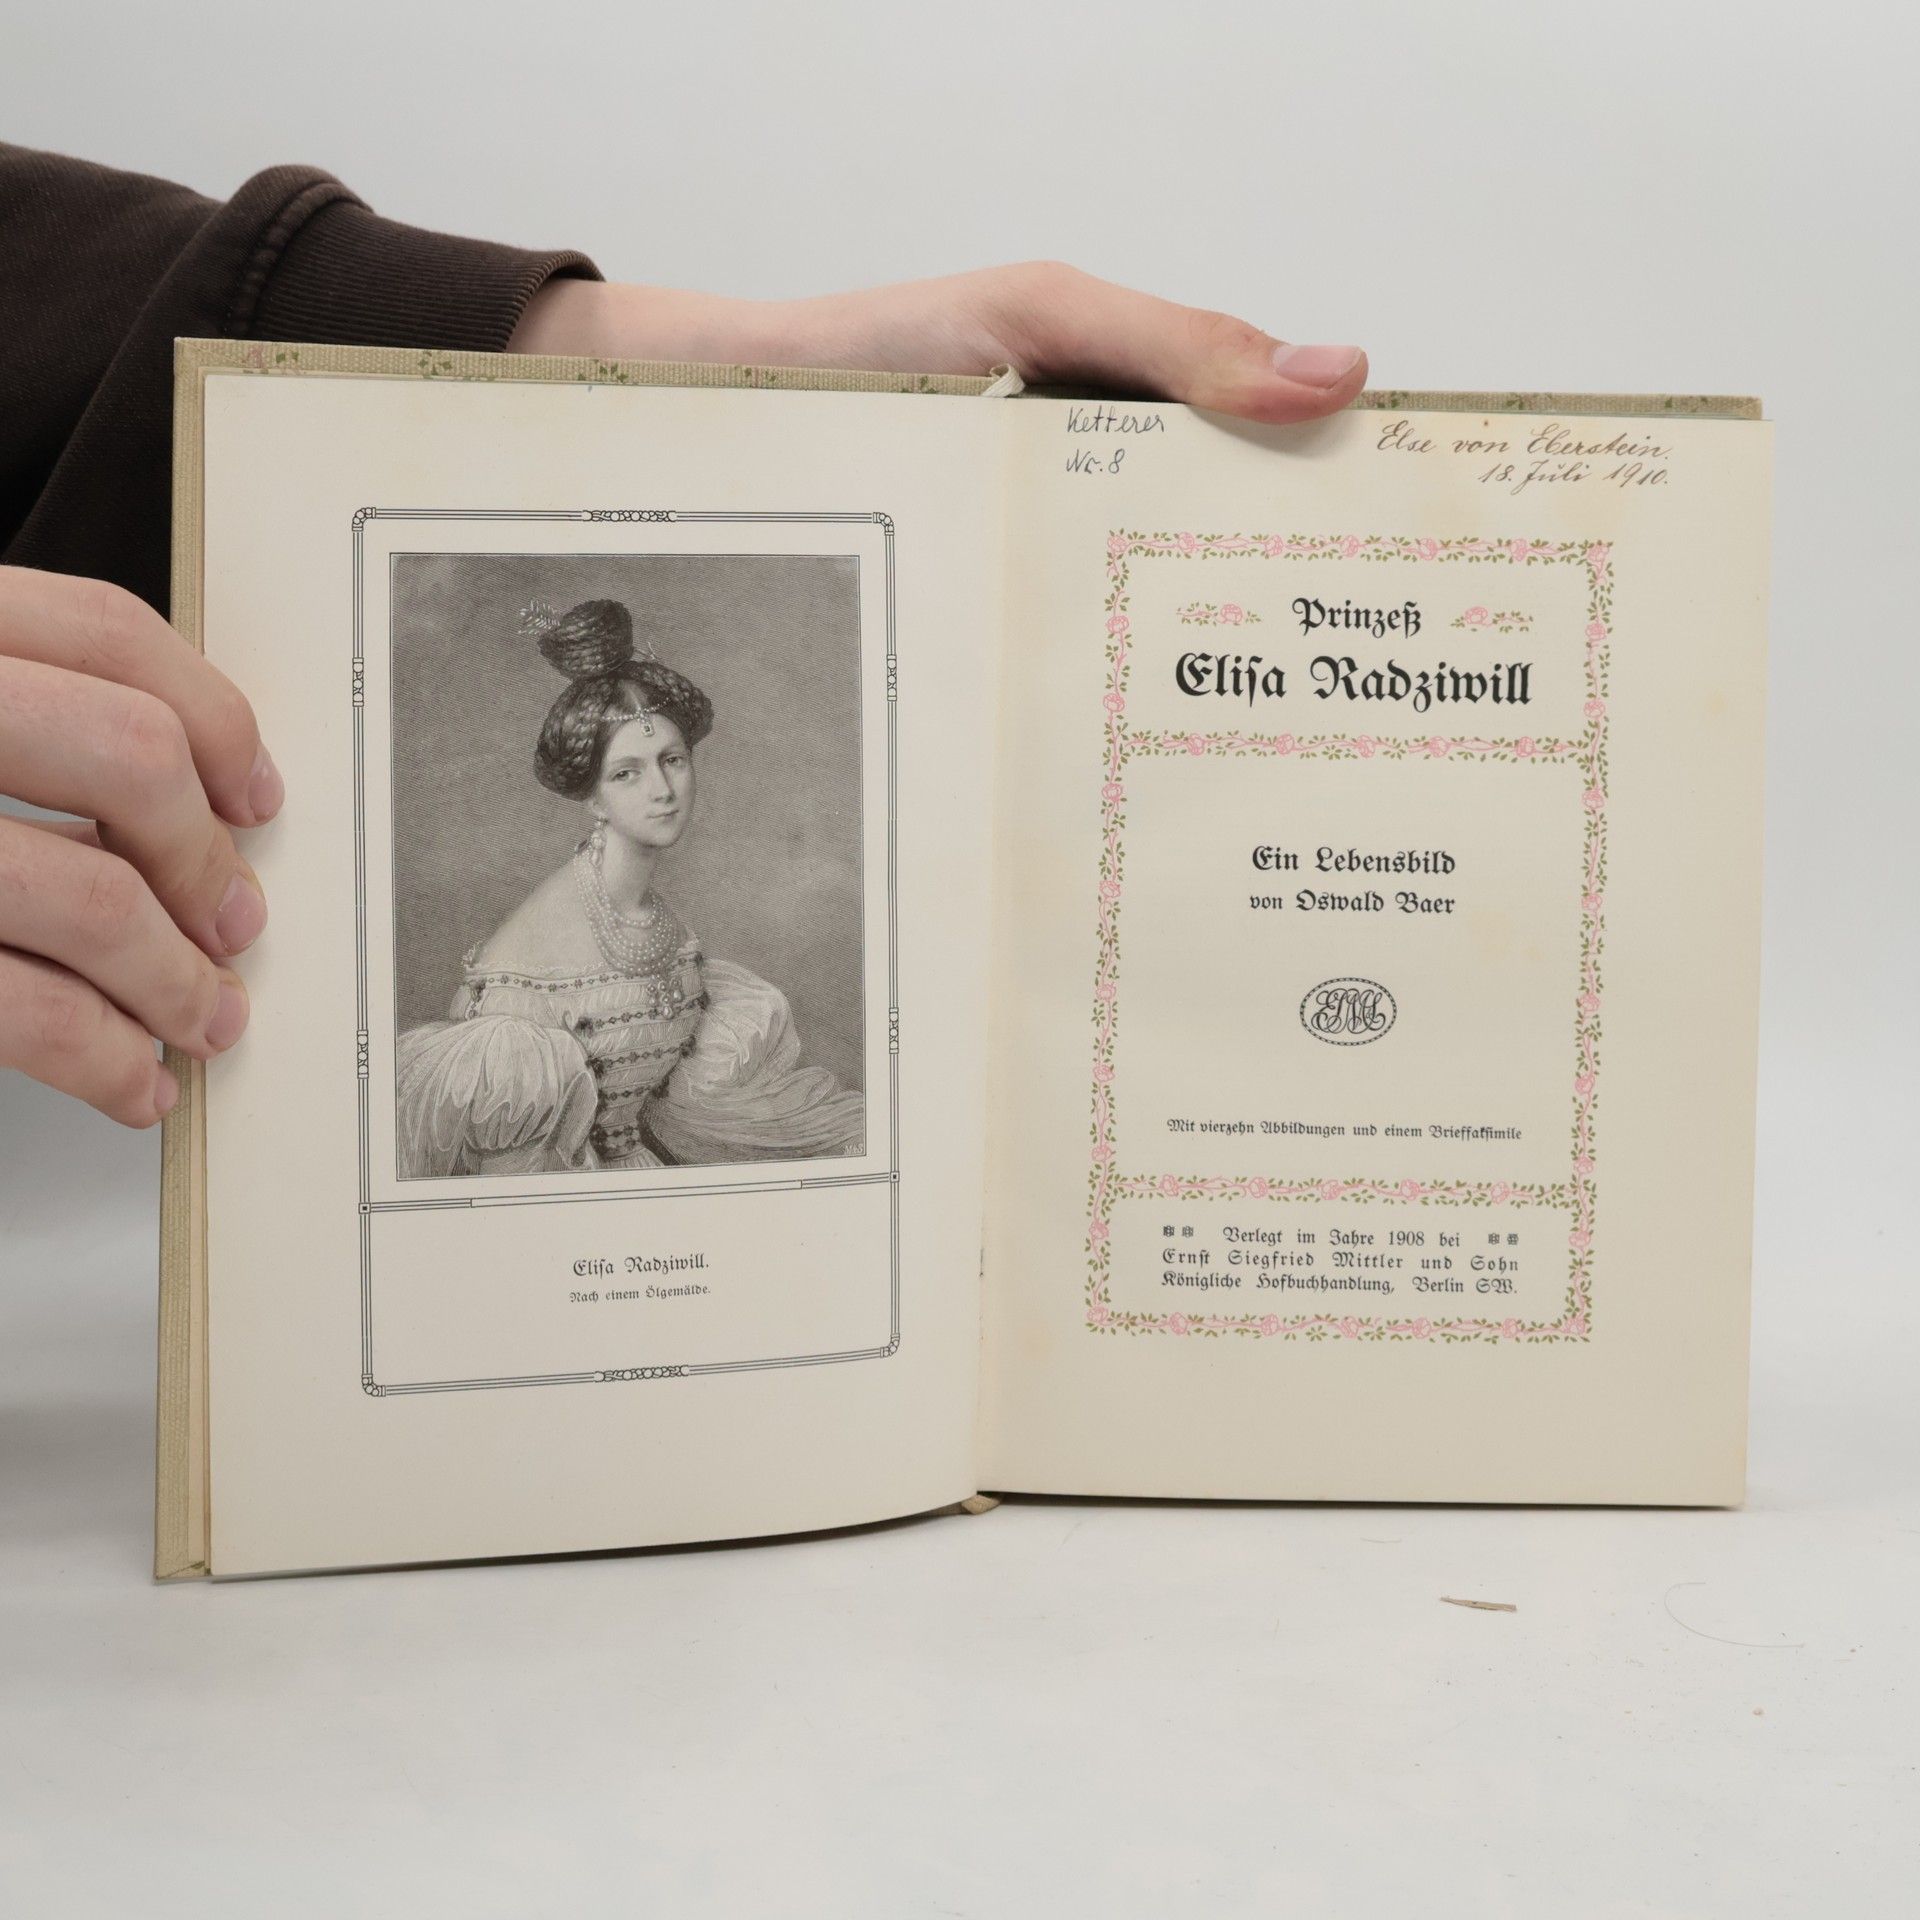 Elisa Radziwill.
Nach einem Ölgemälde.
Ketterer
Nr. 8
Else von Eberstein.
18. Juli 1910.
Prinzeß
Eliſa Radziwill
Ein Lebensbild
von Oswald Baer
Mit vierzehn Abbildungen und einem Brieffakſimile
Verlegt im Jahre 1908 bei
Ernſt Siegfried Mittler und Sohn
Königliche Hofbuchhandlung, Berlin SW.